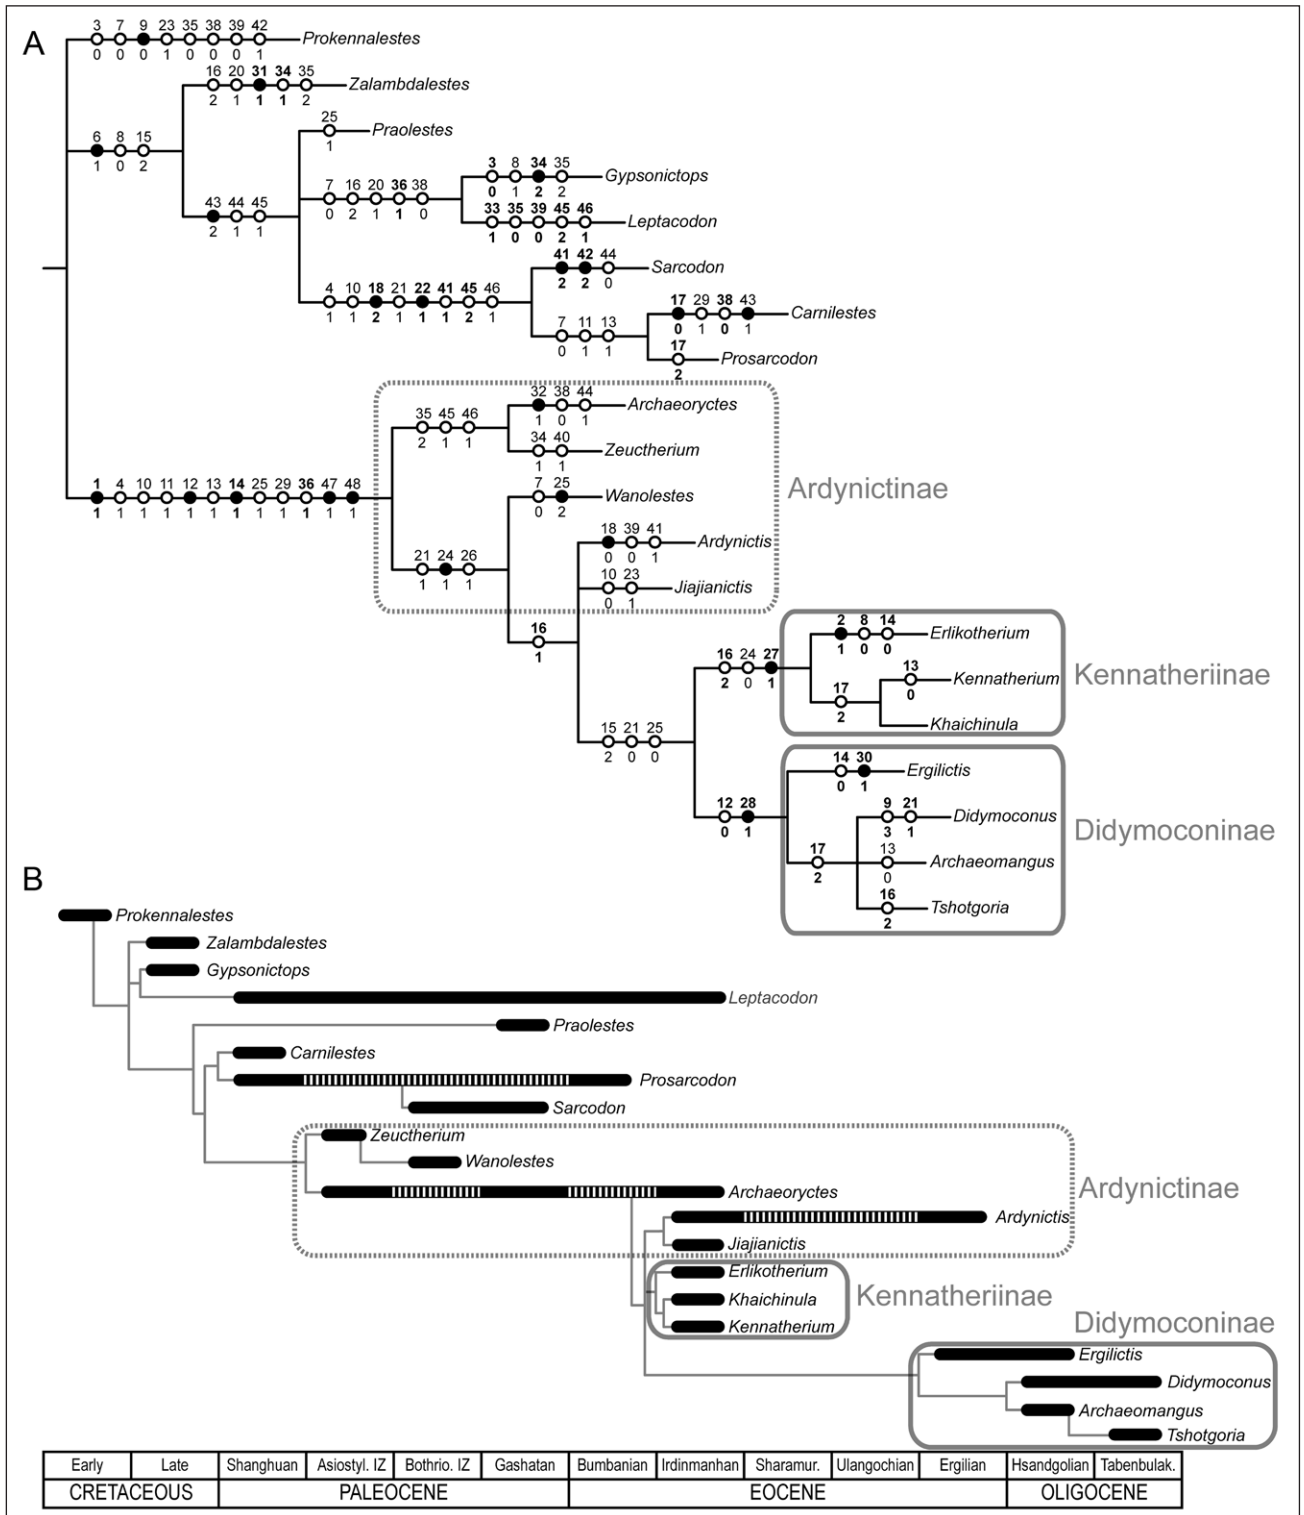 A
3 7 9 23 35 38 39 42
Prokennalestes
0 0 0 1 0 0 0 1
16 20 31 34 35
Zalambdalestes
2 1 1 1 2
6 8 15
1 0 2
25
Praolestes
1
43 44 45
2 1 1
7 16 20 36 38
0 2 1 1 0
3 8 34 35
Gypsonictops
0 1 2 2
33 35 39 45 46
Leptacodon
1 0 0 2 1
4 10 18 21 22 41 45 46
1 1 2 1 1 1 2 1
41 42 44
Sarcodon
2 2 0
7 11 13
0 1 1
17 29 38 43
Carnilestes
0 1 0 1
17
Prosarcodon
2
1 4 10 11 12 13 14 25 29 36 47 48
1 1 1 1 1 1 1 1 1 1 1 1
35 45 46
2 1 1
32 38 44
Archaeoryctes
1 0 1
34 40
Zeuctherium
1 1
Ardynictinae
21 24 26
1 1 1
7 25
Wanolestes
0 2
16
1
18 39 41
Ardynictis
0 0 1
10 23
Jiajianictis
0 1
15 21 25
2 0 0
16 24 27
2 0 1
2 8 14
Erlikotherium
1 0 0
17
2
13
Kennatherium
0
Khaichinula
Kennatheriinae
12 28
0 1
14 30
Ergilictis
0 1
17
2
9 21
Didymoconus
3 1
13
Archaeomangus
0
16
Tshotgoria
2
Didymoconinae
B
Prokennalestes
Zalambdalestes
Gypsonictops
Leptacodon
Praolestes
Carnilestes
Prosarcodon
Sarcodon
Zeuctherium
Wanolestes
Archaeoryctes
Ardynictinae
Ardynictis
Jiajianictis
Erlikotherium
Khaichinula
Kennatherium
Kennatheriinae
Didymoconinae
Ergilictis
Didymoconus
Archaeomangus
Tshotgoria
Early Late Shanghuan Asiostyl. IZ Bothrio. IZ Gashatan Bumbanian Irdinmanhan Sharamur. Ulangochian Ergilian Hsandgolian Tabenbulak.
CRETACEOUS PALEOCENE EOCENE OLIGOCENE